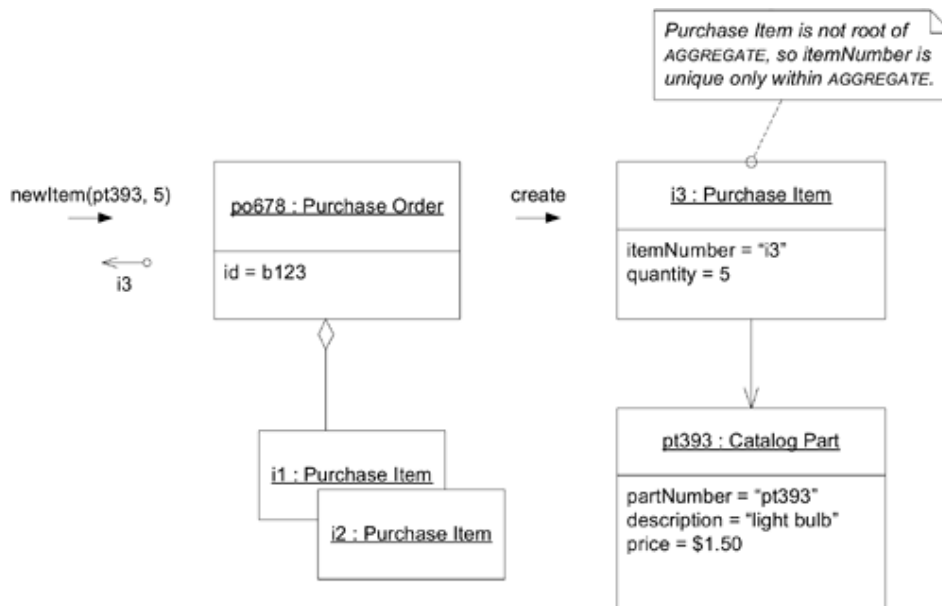 Purchase Item is not root of
AGGREGATE, so itemNumber is
unique only within AGGREGATE.
newItem(pt393, 5)
i3
po678 : Purchase Order
id = b123
create
i3 : Purchase Item
itemNumber = “i3”
quantity = 5
i1 : Purchase Item
i2 : Purchase Item
pt393 : Catalog Part
partNumber = “pt393”
description = “light bulb”
price = $1.50